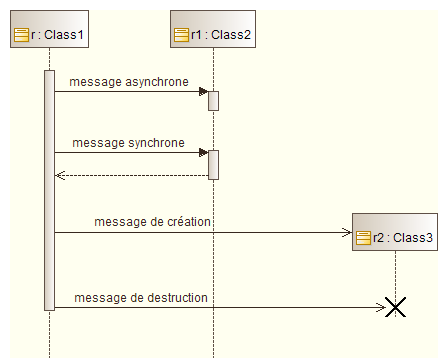 r : Class1
r1 : Class2
message asynchrone
message synchrone
message de création
r2 : Class3
message de destruction